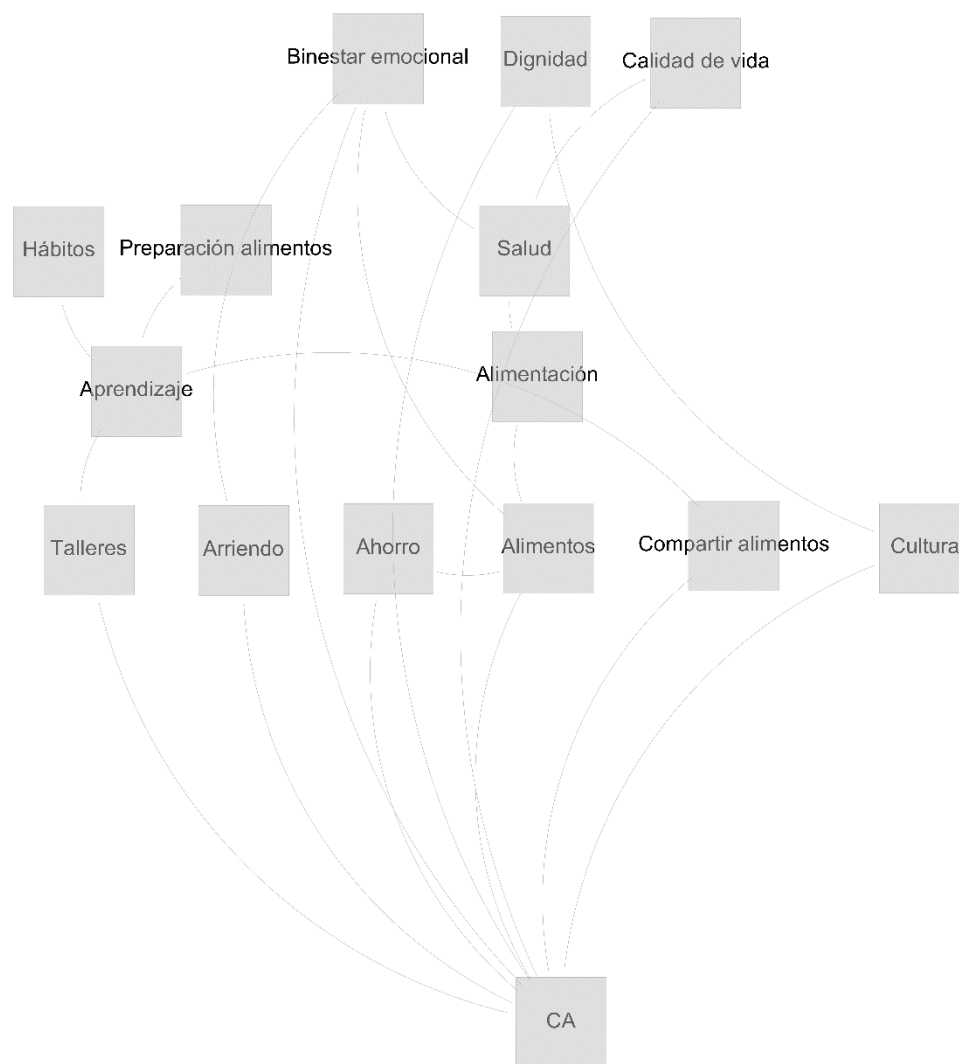 Binestar emocional
Dignidad
Calidad de vida
Hábitos
Preparación alimentos
Salud
Aprendizaje
Alimentación
Talleres
Arriendo
Ahorro
Alimentos
Compartir alimentos
Cultura
CA